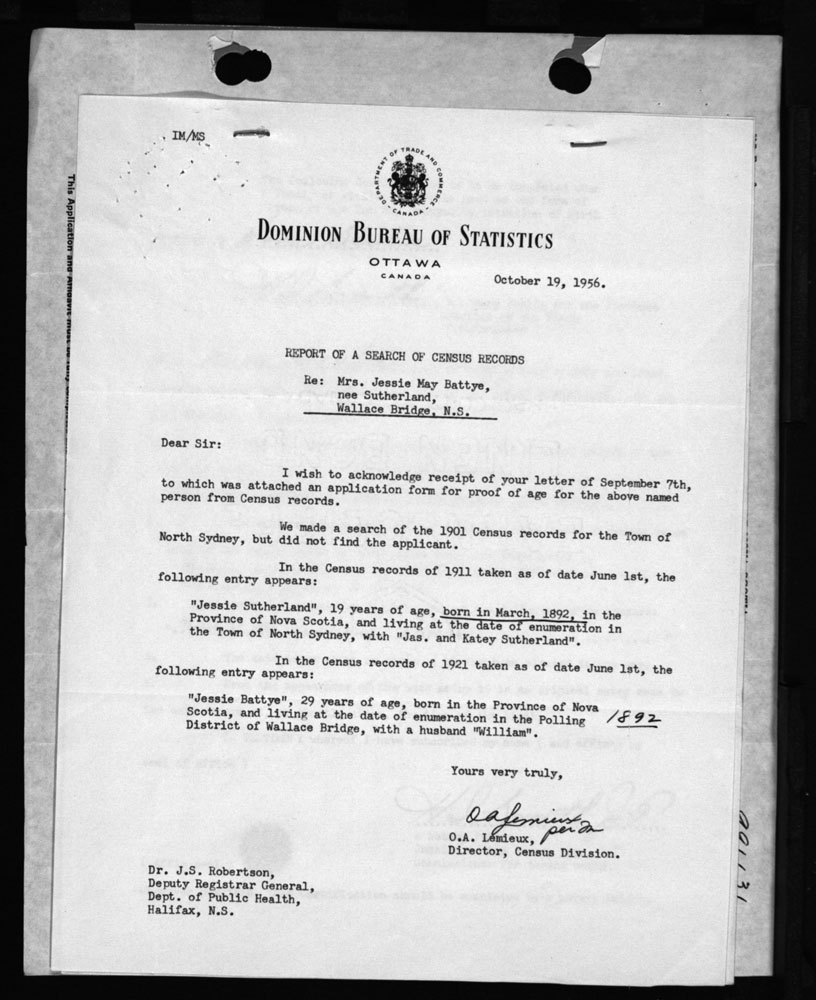 IM/MS
DEPARTMENT OF TRADE AND COMMERCE
CANADA
DOMINION BUREAU OF STATISTICS
OTTAWA
CANADA
October 19, 1956.
This Application and Affidavit must be
REPORT OF A SEARCH OF CENSUS RECORDS
Re: Mrs. Jessie May Battye,
nee Sutherland,
Wallace Bridge, N.S.
Dear Sir:
I wish to acknowledge receipt of your letter of September 7th,
to which was attached an application form for proof of age for the above named
person from Census records.
We made a search of the 1901 Census records for the Town of
North Sydney, but did not find the applicant.
In the Census records of 1911 taken as of date June 1st, the
following entry appears:
"Jessie Sutherland", 19 years of age, born in March, 1892, in the
Province of Nova Scotia, and living at the date of enumeration in
the Town of North Sydney, with "Jas. and Katey Sutherland".
In the Census records of 1921 taken as of date June 1st, the
following entry appears:
"Jessie Battye", 29 years of age, born in the Province of Nova
Scotia, and living at the date of enumeration in the Polling
District of Wallace Bridge, with a husband "William".
1892
Yours very truly,
O A Lemieux
per
O.A. Lemieux,
Director, Census Division.
Dr. J.S. Robertson,
Deputy Registrar General,
Dept. of Public Health,
Halifax, N.S.